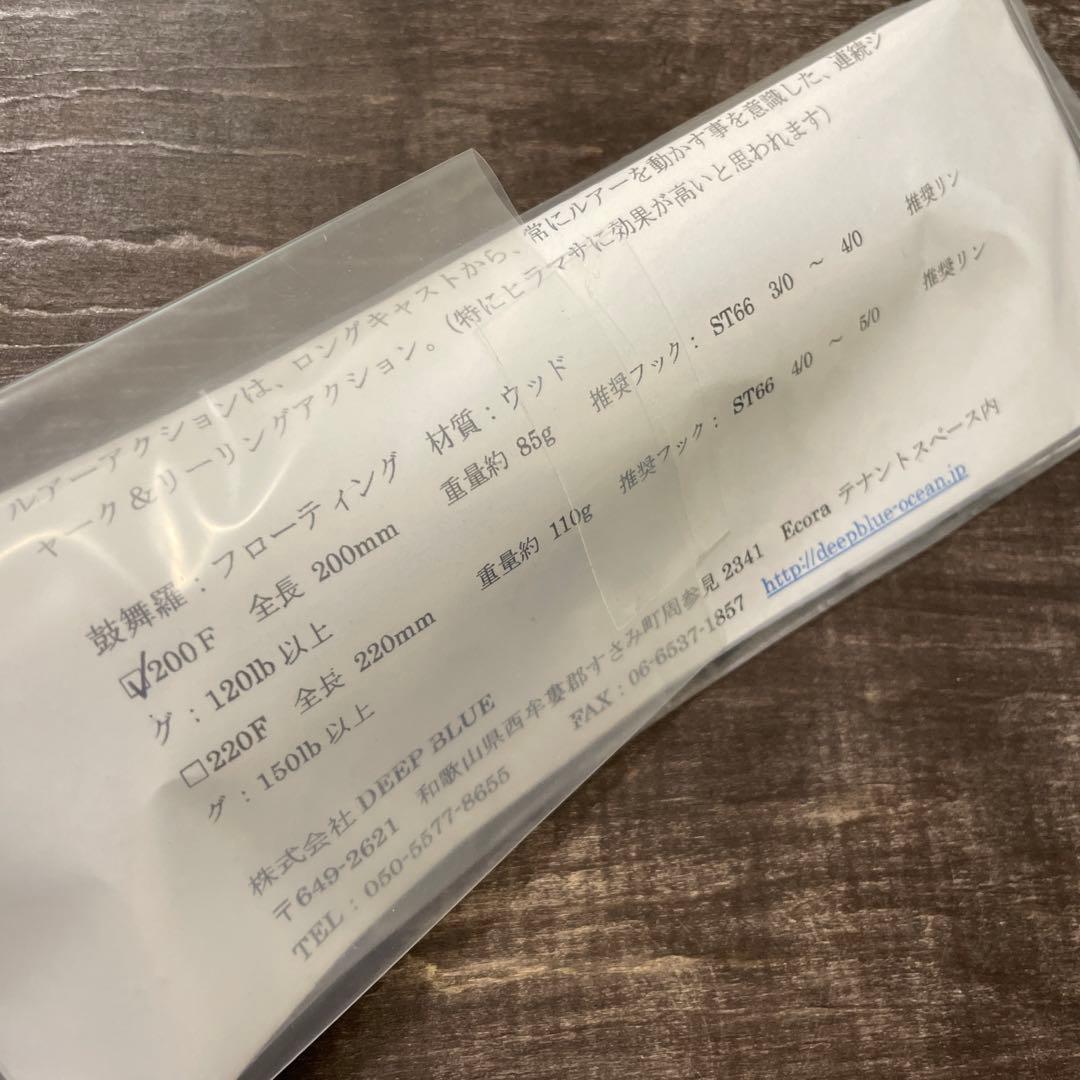 ルアーアクションは、ロングキャストから、常にルアーを動かす事を意識した、連続ジ
ャーク＆リーリングアクション。（特にヒラマサに効果が高いと思われます）
鼓舞羅：フローティング　材質：ウッド
☑200F　全長 200mm　重量約 85g　推奨フック： ST66　3/0　～　4/0　推奨リン
グ：120lb 以上
□220F　全長 220mm　重量約 110g　推奨フック： ST66　4/0　～　5/0　推奨リン
グ：150lb 以上
株式会社 DEEP BLUE
〒649-2621　和歌山県西牟婁郡すさみ町周参見 2341　Ecora テナントスペース内
TEL：050-5577-8655　FAX：06-6537-1857　http://deepblue-ocean.jp